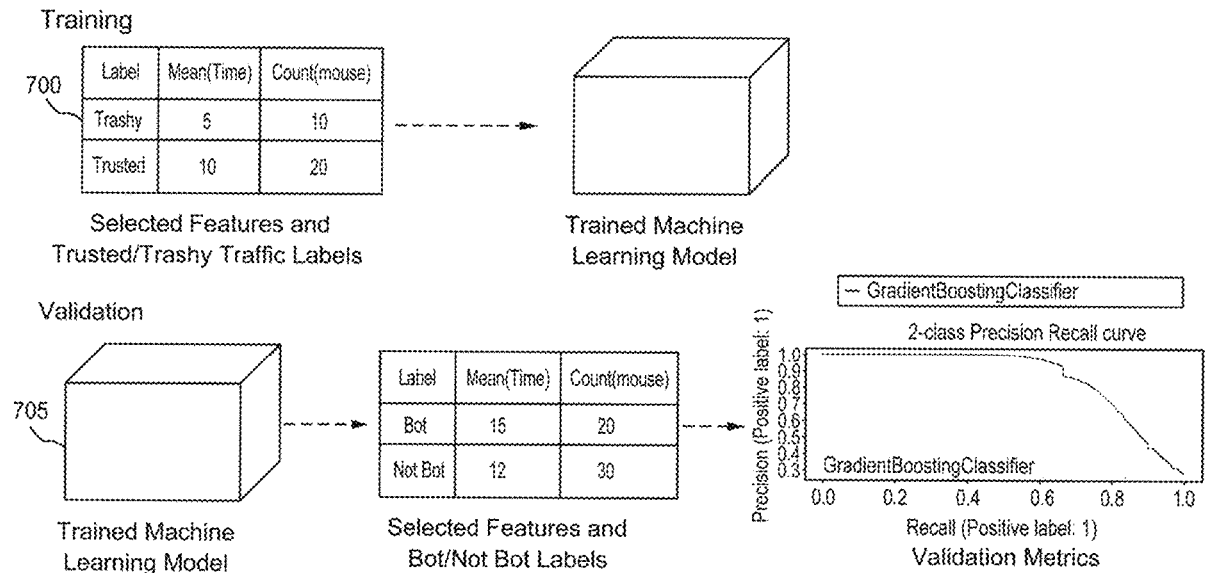 Training
Label Mean(Time) Count(mouse)
700
Trashy 5 10
Trusted 10 20
Selected Features and
Trusted/Trashy Traffic Labels
Trained Machine
Learning Model
Validation
705
Trained Machine
Learning Model
Label Mean(Time) Count(mouse)
Bot 15 20
Not Bot 12 30
Selected Features and
Bot/Not Bot Labels
GradientBoostingClassifier
2-class Precision Recall curve
Precision (Positive label: 1)
1.0
0.9
0.8
0.7
0.6
0.5
0.4
0.3
GradientBoostingClassifier
0.0 0.2 0.4 0.6 0.8 1.0
Recall (Positive label: 1)
Validation Metrics